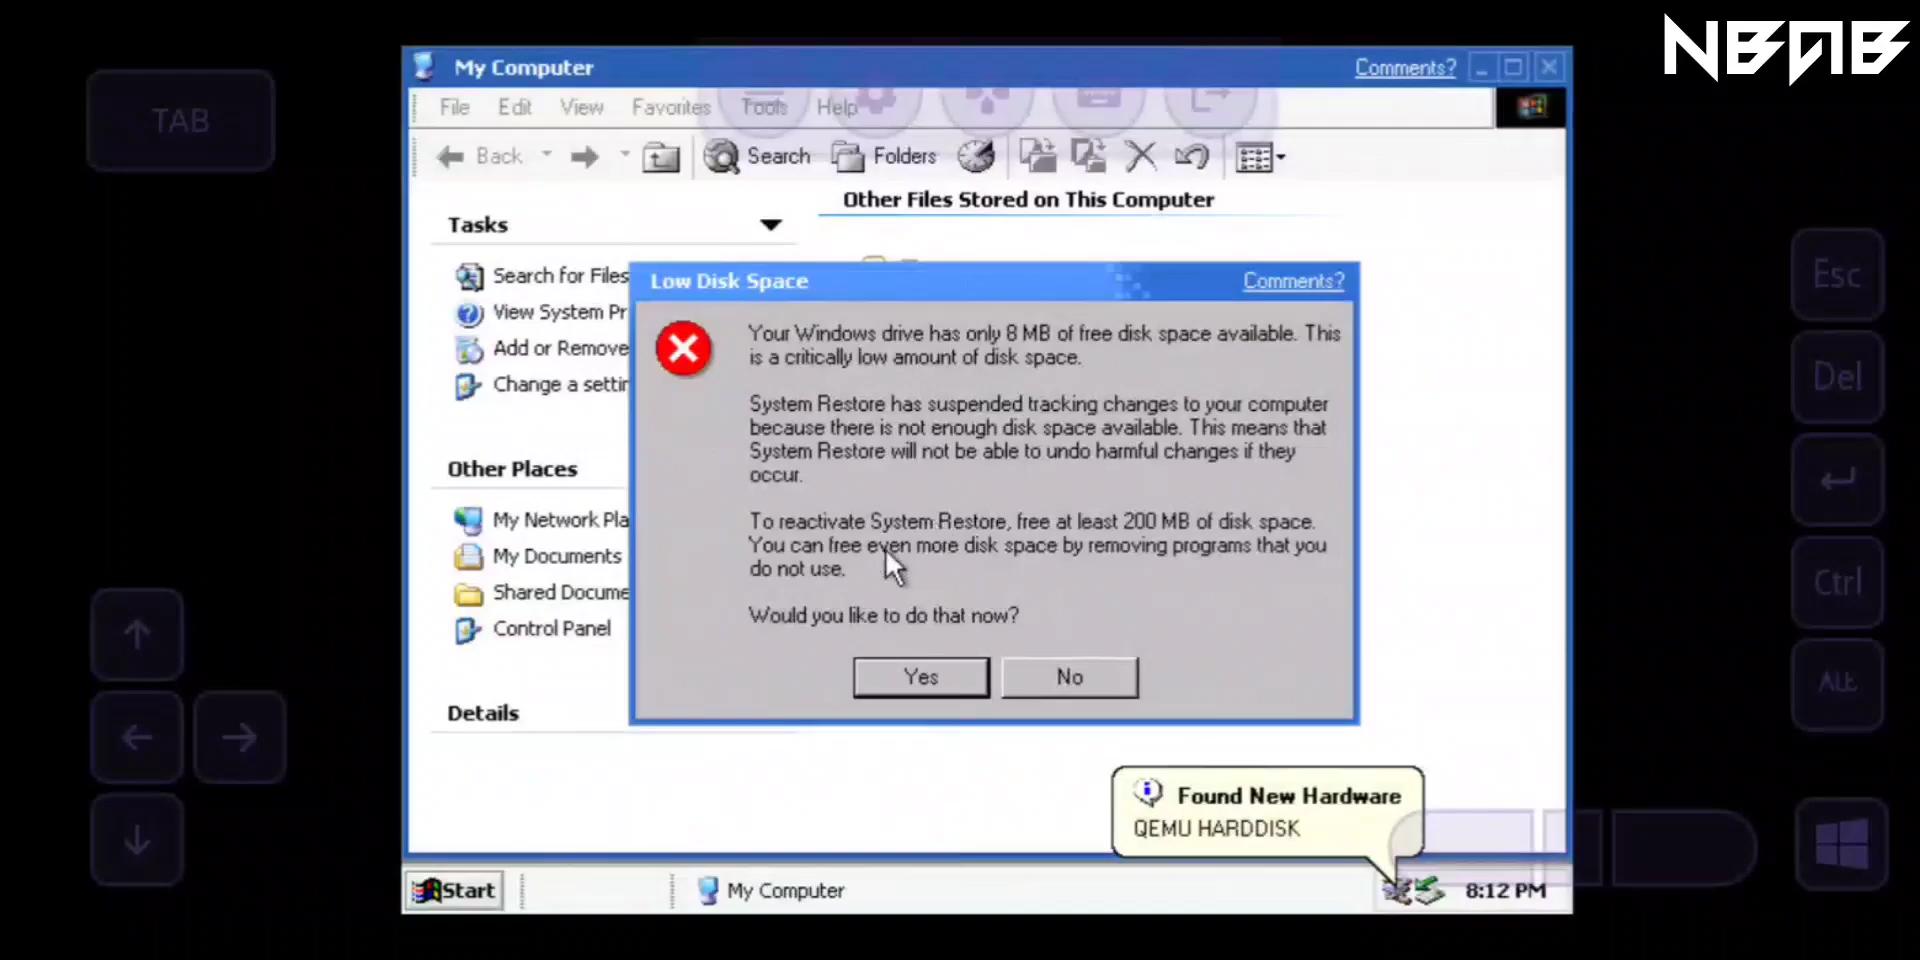 NBAB
TAB
My Computer
Comments?
File Edit View Favorites Tools Help
Back Search Folders
Other Files Stored on This Computer
Tasks
Search for Files
View System Pr
Add or Remove
Change a settin
Low Disk Space
Comments?
Your Windows drive has only 8 MB of free disk space available. This
is a critically low amount of disk space.
System Restore has suspended tracking changes to your computer
because there is not enough disk space available. This means that
System Restore will not be able to undo harmful changes if they
occur.
To reactivate System Restore, free at least 200 MB of disk space.
You can free even more disk space by removing programs that you
do not use.
Would you like to do that now?
Yes No
Other Places
My Network Pla
My Documents
Shared Docume
Control Panel
Details
Found New Hardware
QEMU HARDDISK
Start
My Computer
8:12 PM
Esc
Del
Ctrl
Alt